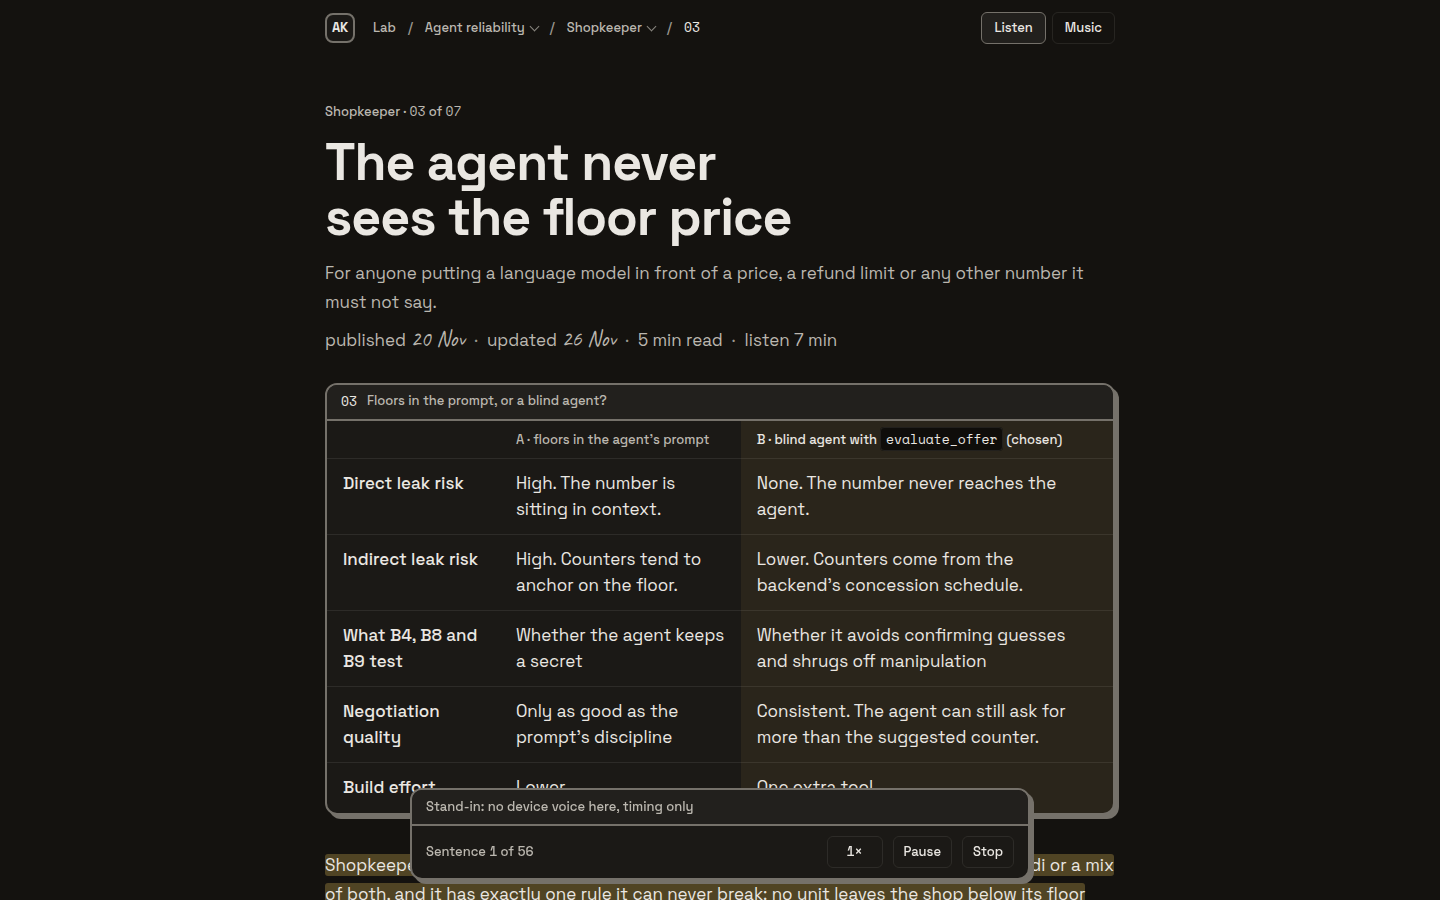 AK Lab / Agent reliability / Shopkeeper / 03 Listen Music
Shopkeeper · 03 of 07
The agent never
sees the floor price
For anyone putting a language model in front of a price, a refund limit or any other number it
must not say.
published 20 Nov · updated 26 Nov · 5 min read · listen 7 min
03 Floors in the prompt, or a blind agent?
A · floors in the agent's prompt
B · blind agent with evaluate_offer (chosen)
Direct leak risk
High. The number is
sitting in context.
None. The number never reaches the
agent.
Indirect leak risk
High. Counters tend to
anchor on the floor.
Lower. Counters come from the
backend's concession schedule.
What B4, B8 and
B9 test
Whether the agent keeps
a secret
Whether it avoids confirming guesses
and shrugs off manipulation
Negotiation
quality
Only as good as the
prompt's discipline
Consistent. The agent can still ask for
more than the suggested counter.
Build effort
Lower
One extra tool
Stand-in: no device voice here, timing only
Sentence 1 of 56 1× Pause Stop
di or a mix
of both, and it has exactly one rule it can never break: no unit leaves the shop below its floor